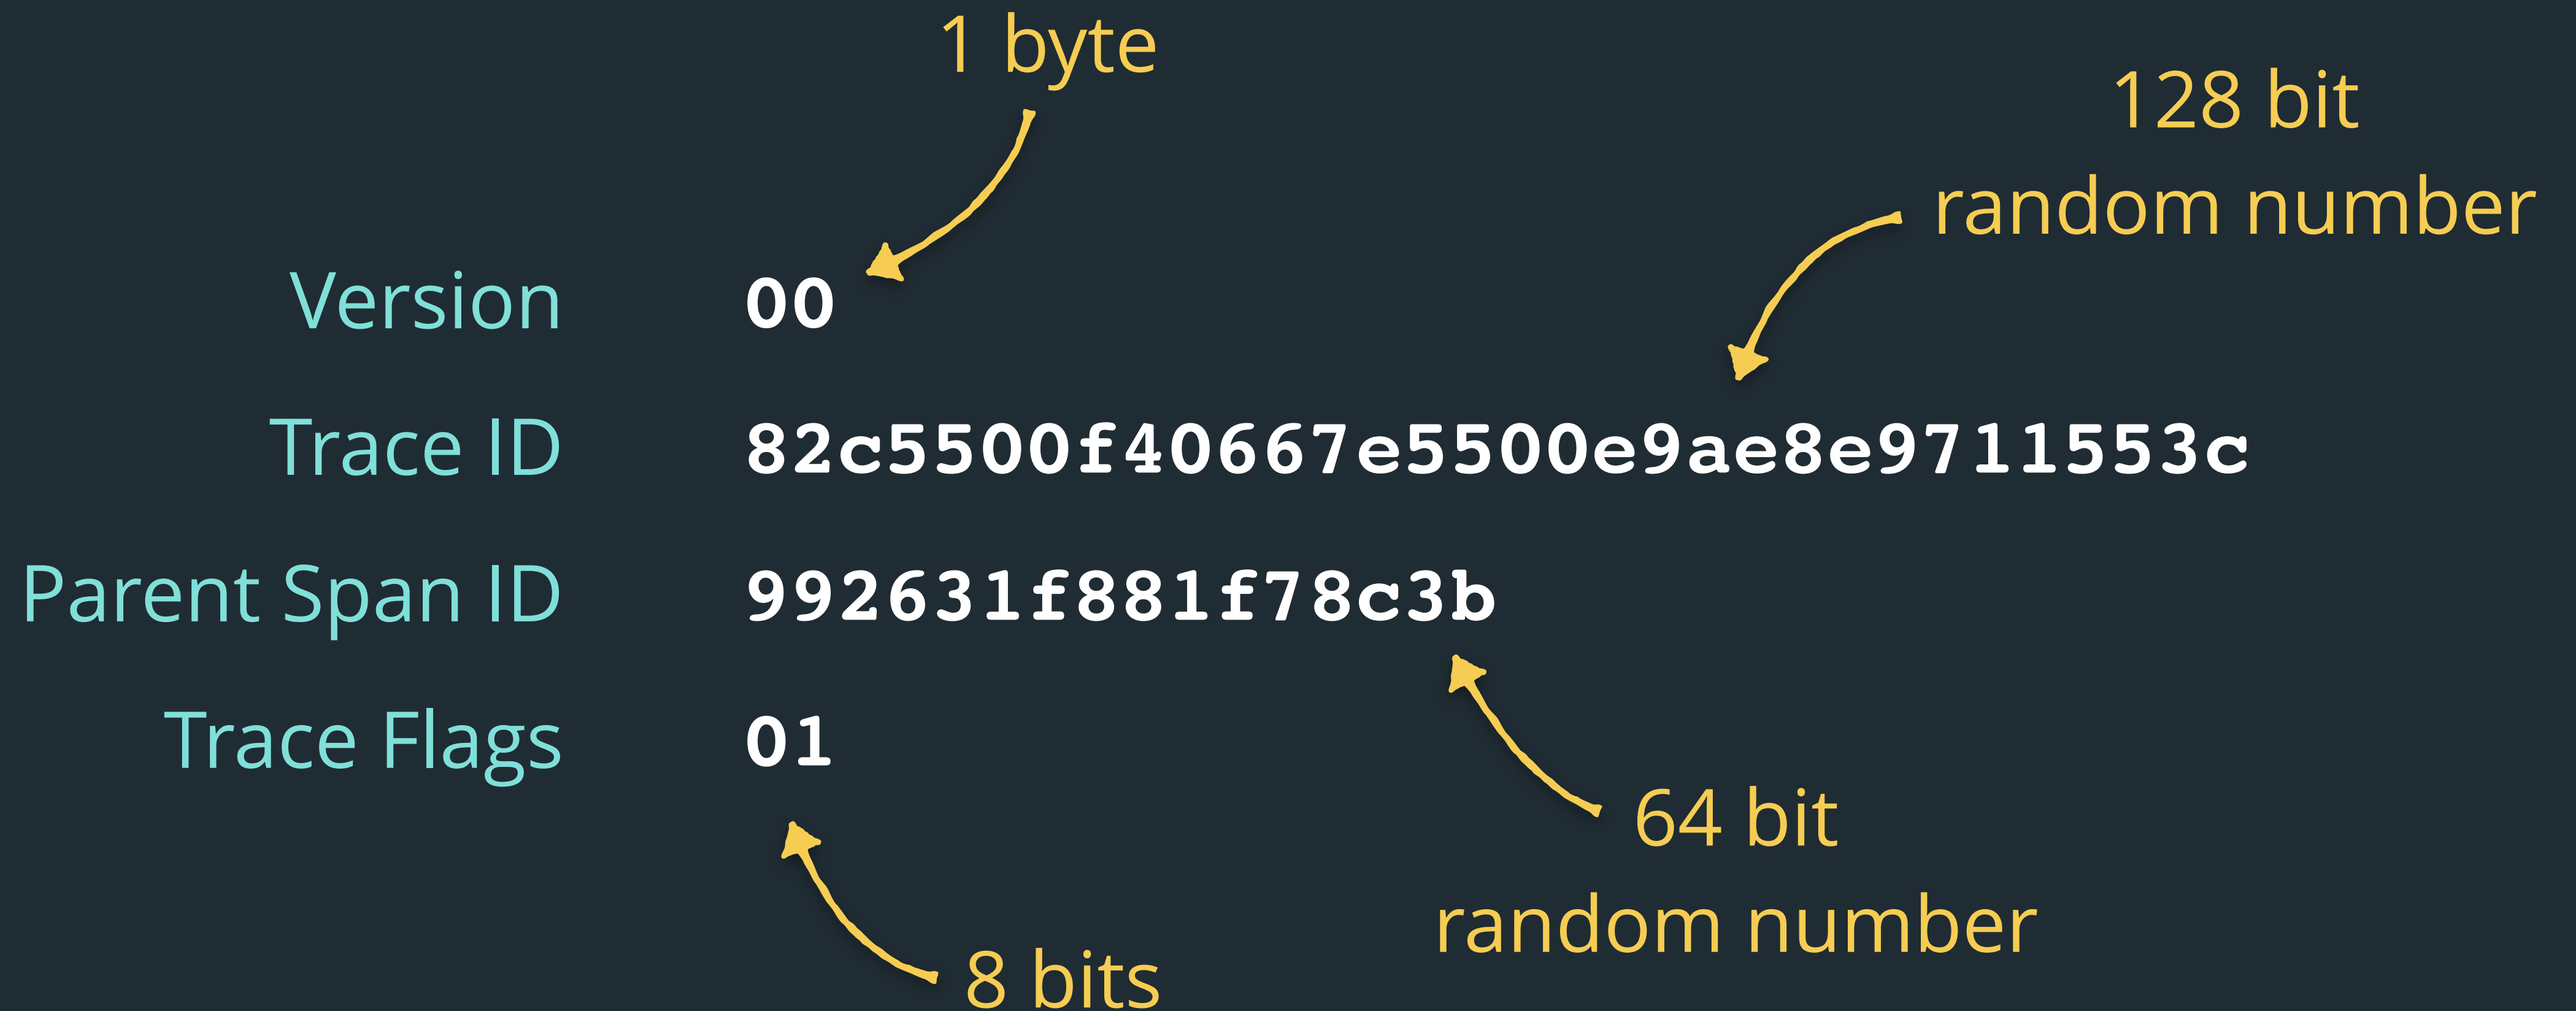 1 byte
128 bit
random number
Version 00
Trace ID 82c5500f40667e5500e9ae8e9711553c
Parent Span ID 992631f881f78c3b
Trace Flags 01
64 bit
random number
8 bits